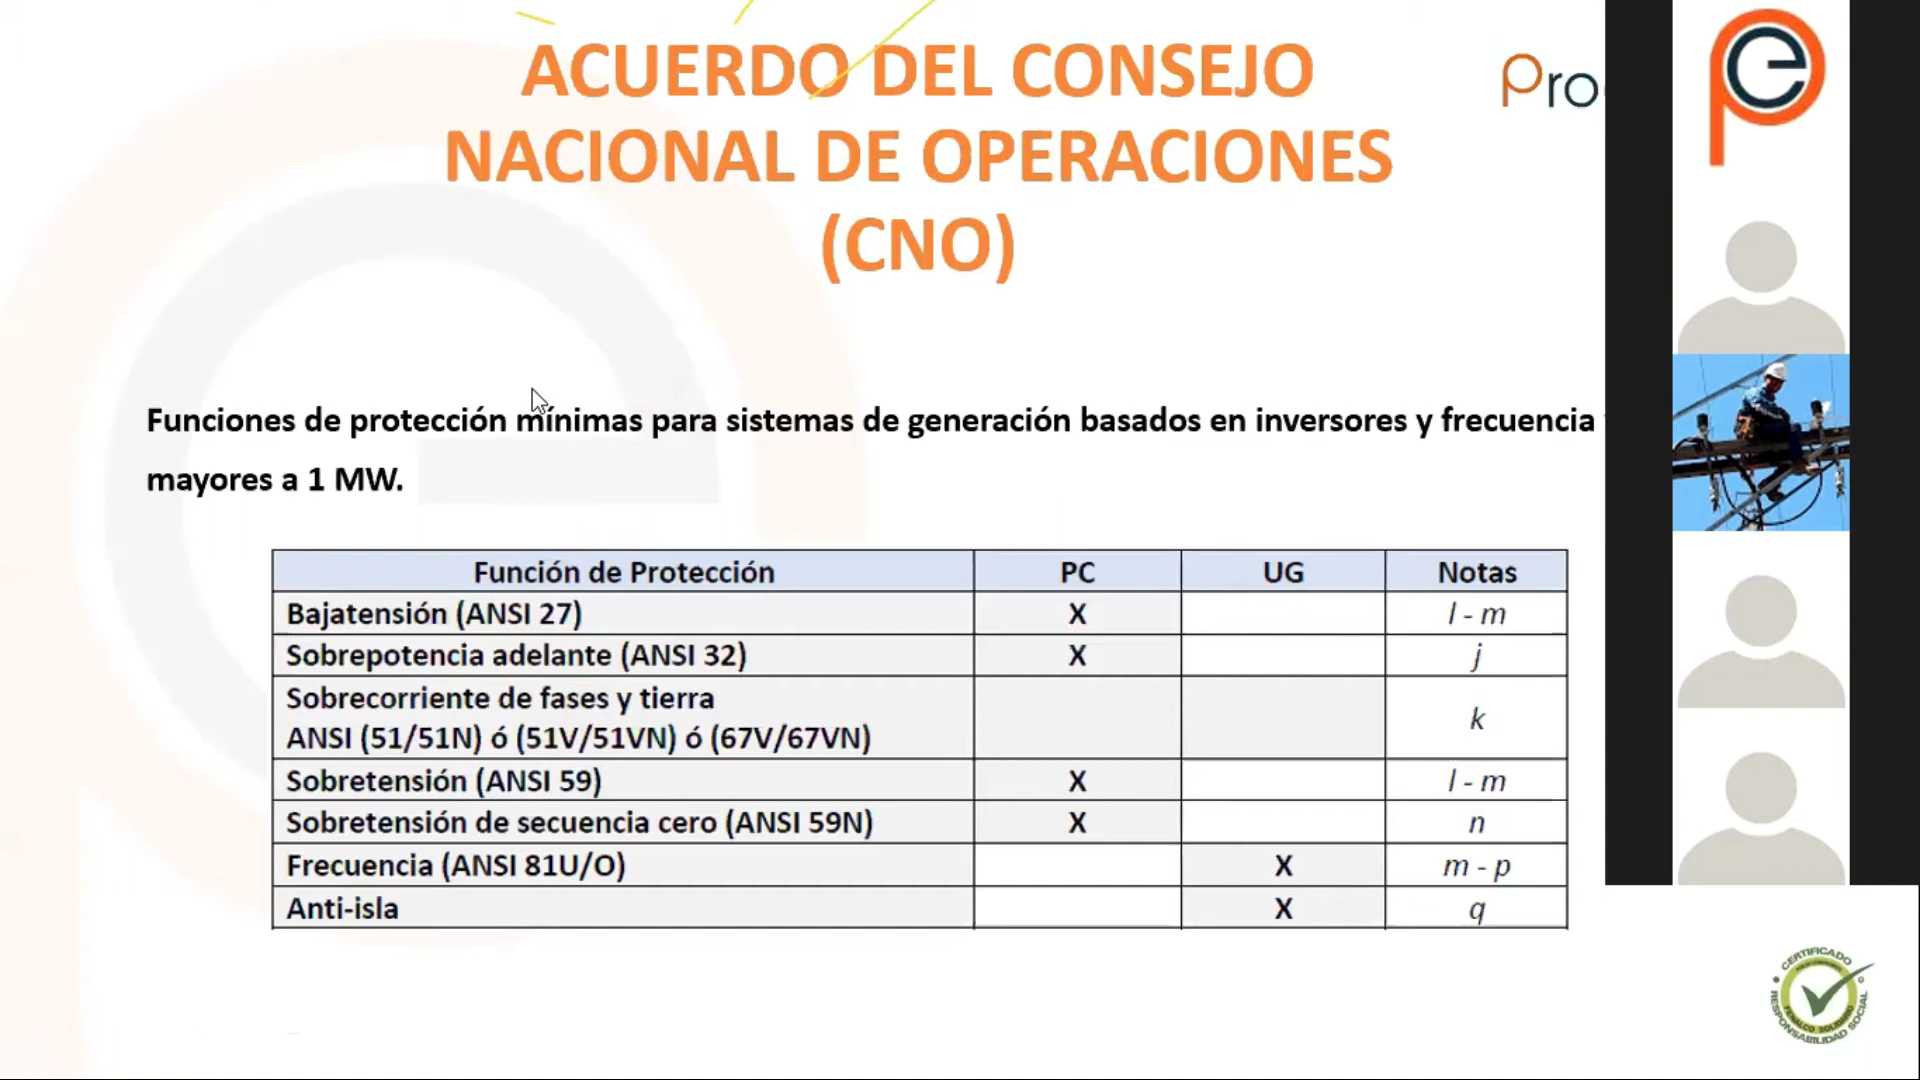 ACUERDO DEL CONSEJO
NACIONAL DE OPERACIONES
(CNO)
Pro
Funciones de protección mínimas para sistemas de generación basados en inversores y frecuencia
mayores a 1 MW.
Función de Protección PC UG Notas
Bajatensión (ANSI 27) X l - m
Sobrepotencia adelante (ANSI 32) X j
Sobrecorriente de fases y tierra
ANSI (51/51N) ó (51V/51VN) ó (67V/67VN) k
Sobretensión (ANSI 59) X l - m
Sobretensión de secuencia cero (ANSI 59N) X n
Frecuencia (ANSI 81U/O) X m - p
Anti-isla X q
CERTIFICADO
FENALCO SOLIDARIO
RESPONSABILIDAD SOCIAL